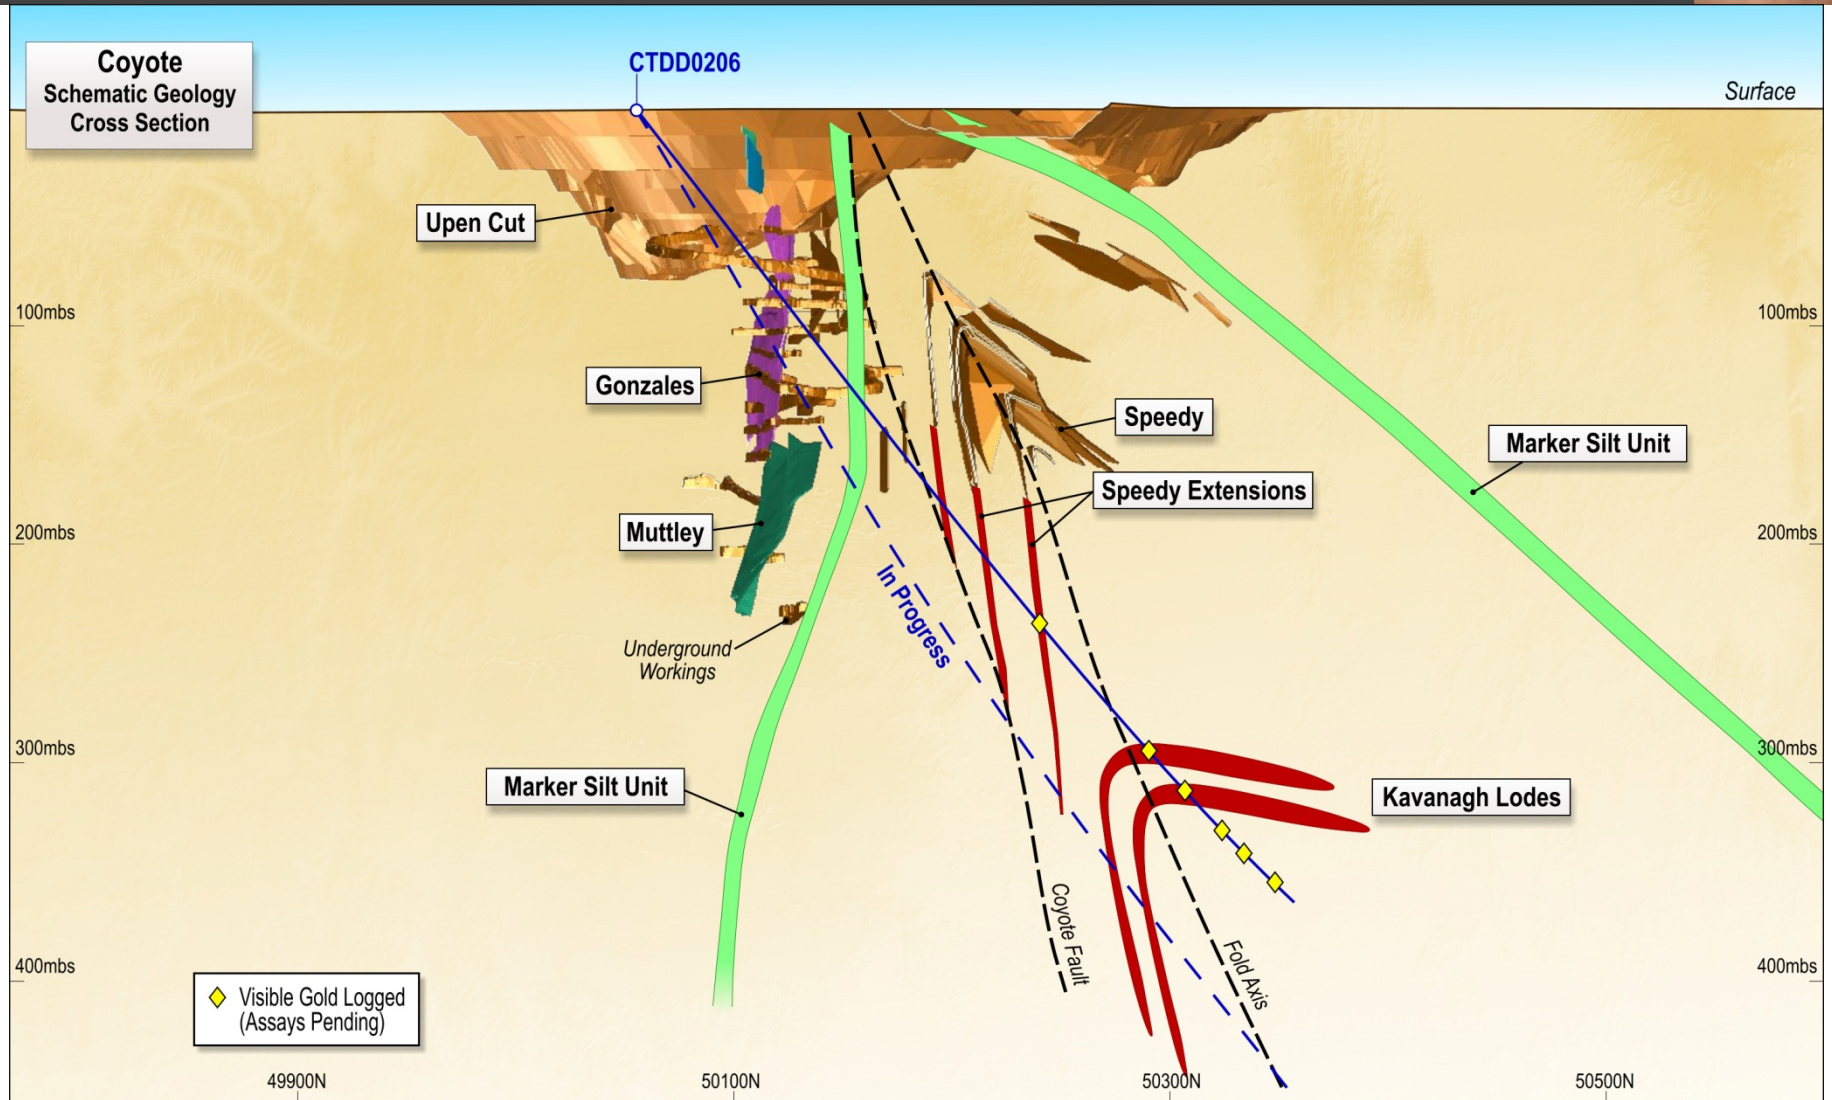 Coyote
Schematic Geology
Cross Section
CTDD0206
Surface
Upen Cut
100mbs
100mbs
Gonzales
Speedy
Marker Silt Unit
Speedy Extensions
Muttley
200mbs
200mbs
In Progress
Underground
Workings
300mbs
300mbs
Marker Silt Unit
Kavanagh Lodes
Coyote Fault
Fold Axis
400mbs
400mbs
Visible Gold Logged
(Assays Pending)
49900N
50100N
50300N
50500N